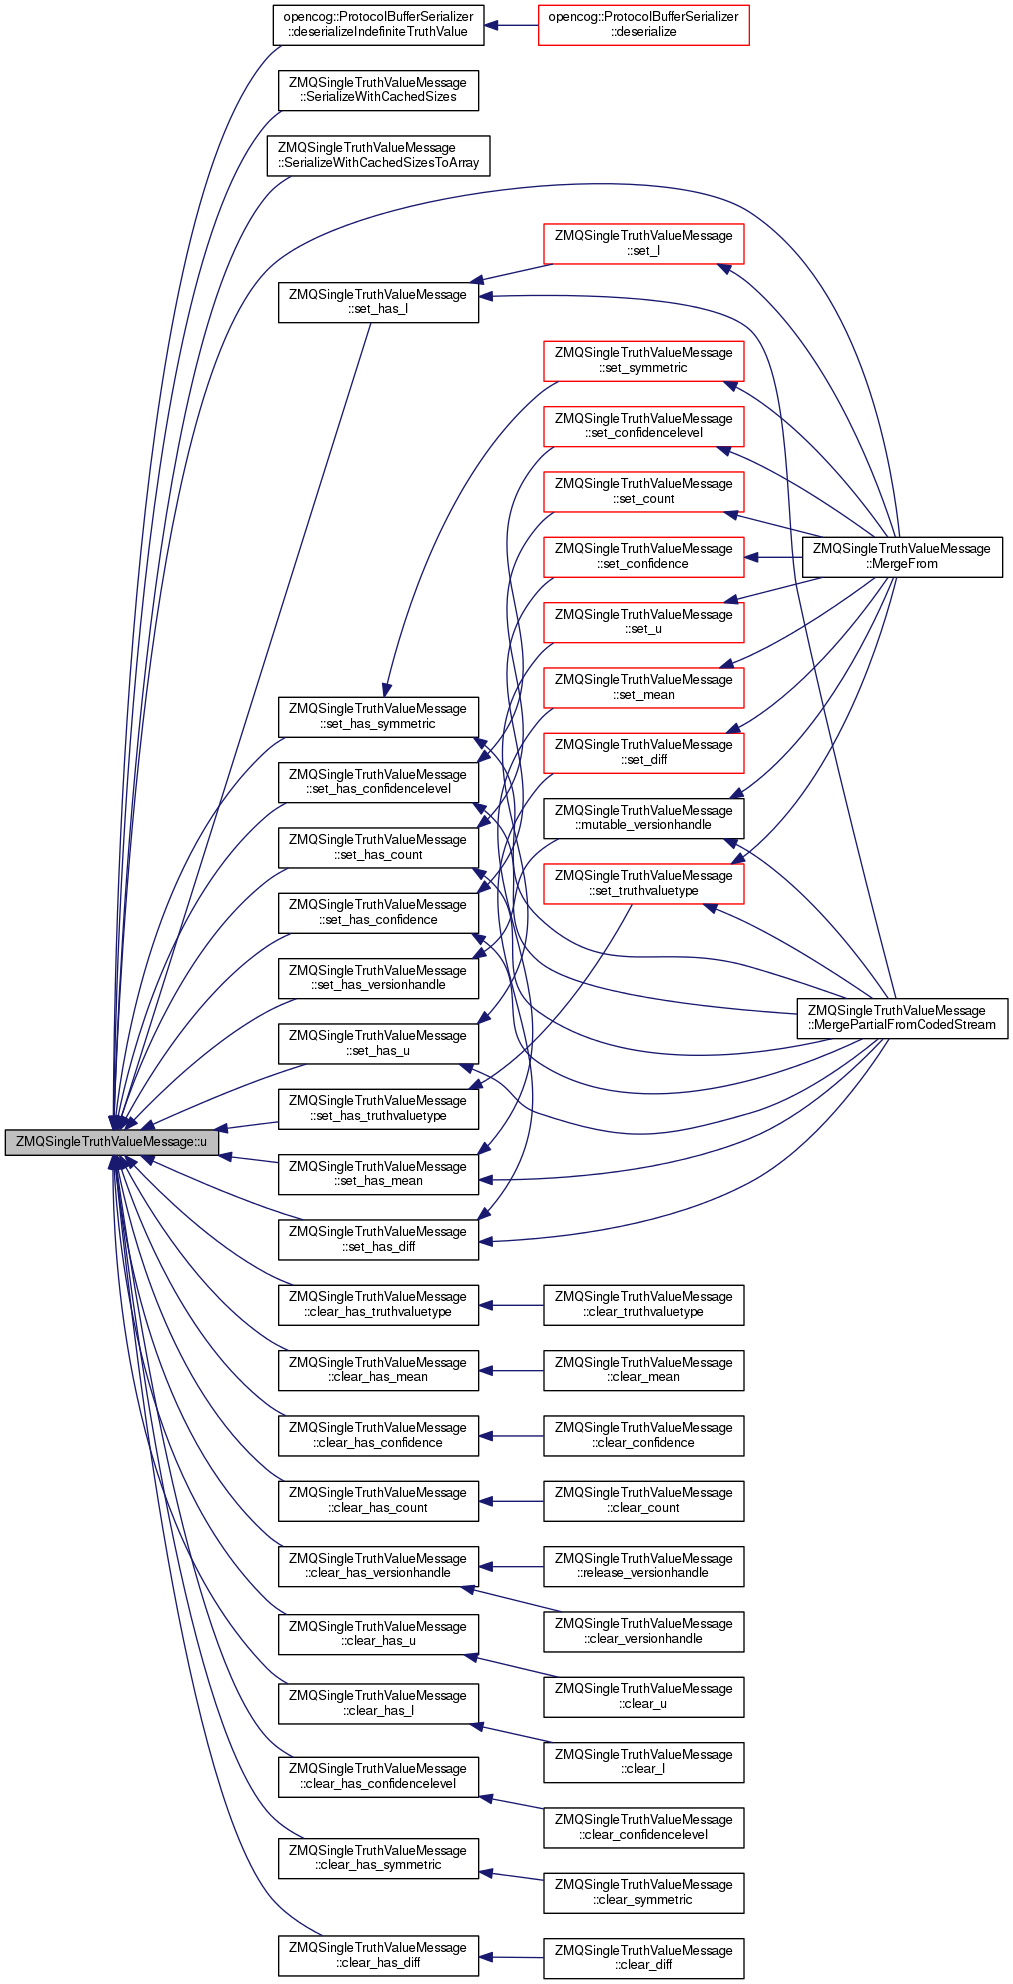 opencog::ProtocolBufferSerializer
::deserializeIndefiniteTruthValue
opencog::ProtocolBufferSerializer
::deserialize
ZMQSingleTruthValueMessage
::SerializeWithCachedSizes
ZMQSingleTruthValueMessage
::SerializeWithCachedSizesToArray
ZMQSingleTruthValueMessage
::set_l
ZMQSingleTruthValueMessage
::set_has_l
ZMQSingleTruthValueMessage
::set_symmetric
ZMQSingleTruthValueMessage
::set_confidencelevel
ZMQSingleTruthValueMessage
::set_count
ZMQSingleTruthValueMessage
::set_confidence
ZMQSingleTruthValueMessage
::MergeFrom
ZMQSingleTruthValueMessage
::set_u
ZMQSingleTruthValueMessage
::set_mean
ZMQSingleTruthValueMessage
::set_has_symmetric
ZMQSingleTruthValueMessage
::set_diff
ZMQSingleTruthValueMessage
::set_has_confidencelevel
ZMQSingleTruthValueMessage
::mutable_versionhandle
ZMQSingleTruthValueMessage
::set_has_count
ZMQSingleTruthValueMessage
::set_truthvaluetype
ZMQSingleTruthValueMessage
::set_has_confidence
ZMQSingleTruthValueMessage
::set_has_versionhandle
ZMQSingleTruthValueMessage
::MergePartialFromCodedStream
ZMQSingleTruthValueMessage
::set_has_u
ZMQSingleTruthValueMessage
::set_has_truthvaluetype
ZMQSingleTruthValueMessage::u
ZMQSingleTruthValueMessage
::set_has_mean
ZMQSingleTruthValueMessage
::set_has_diff
ZMQSingleTruthValueMessage
::clear_has_truthvaluetype
ZMQSingleTruthValueMessage
::clear_truthvaluetype
ZMQSingleTruthValueMessage
::clear_has_mean
ZMQSingleTruthValueMessage
::clear_mean
ZMQSingleTruthValueMessage
::clear_has_confidence
ZMQSingleTruthValueMessage
::clear_confidence
ZMQSingleTruthValueMessage
::clear_has_count
ZMQSingleTruthValueMessage
::clear_count
ZMQSingleTruthValueMessage
::clear_has_versionhandle
ZMQSingleTruthValueMessage
::release_versionhandle
ZMQSingleTruthValueMessage
::clear_versionhandle
ZMQSingleTruthValueMessage
::clear_has_u
ZMQSingleTruthValueMessage
::clear_u
ZMQSingleTruthValueMessage
::clear_has_l
ZMQSingleTruthValueMessage
::clear_l
ZMQSingleTruthValueMessage
::clear_has_confidencelevel
ZMQSingleTruthValueMessage
::clear_confidencelevel
ZMQSingleTruthValueMessage
::clear_has_symmetric
ZMQSingleTruthValueMessage
::clear_symmetric
ZMQSingleTruthValueMessage
::clear_has_diff
ZMQSingleTruthValueMessage
::clear_diff